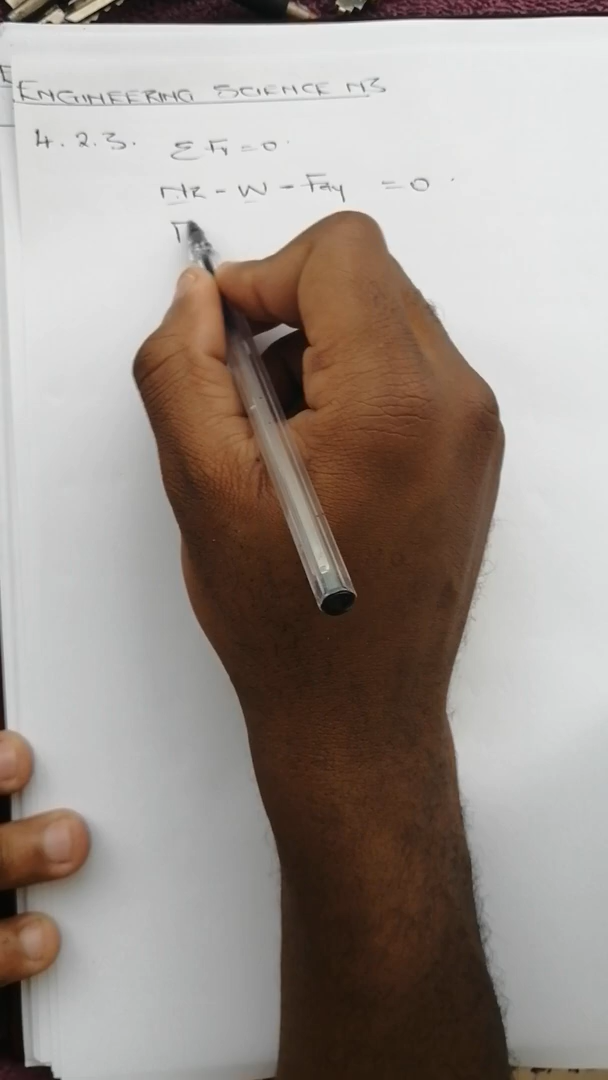 ENGINEERING SCIENCE N3
4.2.3. ΣFy = 0.
NR - W - Fay = 0.